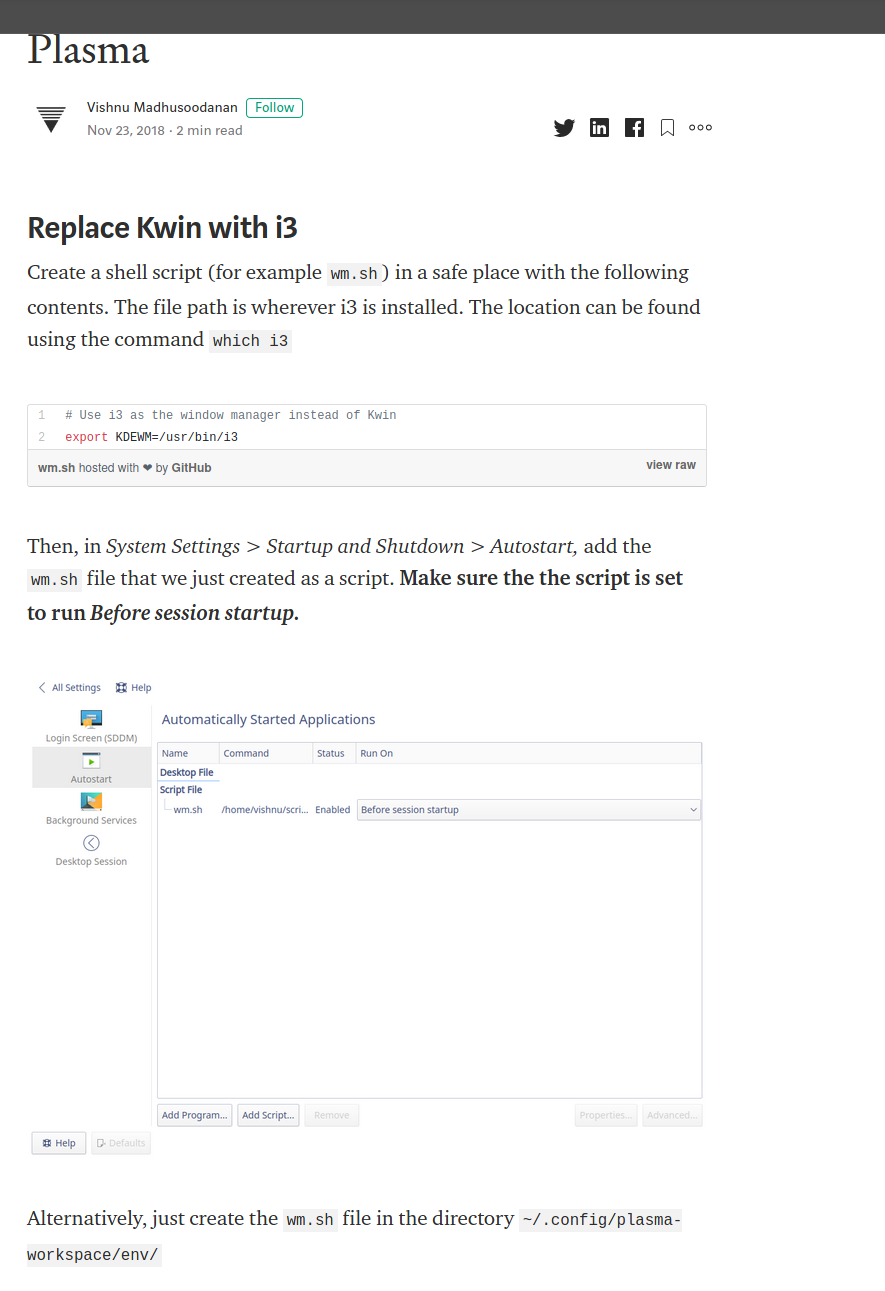 Plasma
Vishnu Madhusoodanan Follow
Nov 23, 2018 · 2 min read
Replace Kwin with i3
Create a shell script (for example wm.sh) in a safe place with the following
contents. The file path is wherever i3 is installed. The location can be found
using the command which i3
1 # Use i3 as the window manager instead of Kwin
2 export KDEWM=/usr/bin/i3
wm.sh hosted with ❤ by GitHub view raw
Then, in System Settings > Startup and Shutdown > Autostart, add the
wm.sh file that we just created as a script. Make sure the the script is set
to run Before session startup.
All Settings Help
Login Screen (SDDM)
Autostart
Background Services
Desktop Session
Automatically Started Applications
Name Command Status Run On
Desktop File
Script File
wm.sh /home/vishnu/scri... Enabled Before session startup
Add Program... Add Script... Remove Properties... Advanced...
Help Defaults
Alternatively, just create the wm.sh file in the directory ~/.config/plasma-
workspace/env/